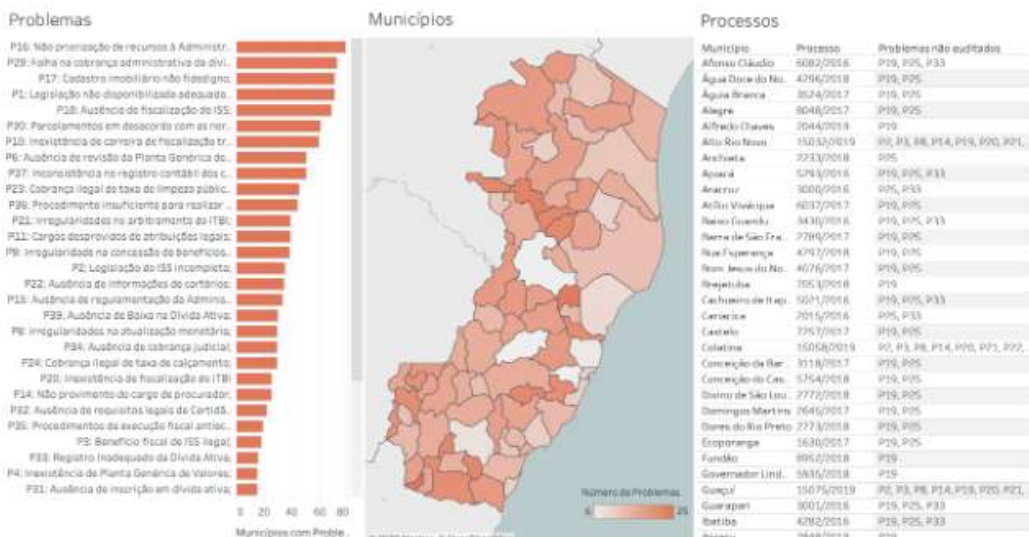 Problemas
P16: Não priorização de recursos à Administr..
P29: Falha na cobrança administrativa da dívi..
P17: Cadastro imobiliário não fidedigno;
P1: Legislação não disponibilizada adequada..
P18: Ausência de fiscalização de ISS;
P30: Parcelamentos em desacordo com as nor..
P10: Inexistência de carreira de fiscalização tr..
P6: Ausência de revisão da Planta Genérica de..
P37: Inconsistência no registro contábil dos c..
P23: Cobrança ilegal de taxa de limpeza públic..
P36: Procedimento insuficiente para realizar ..
P21: Irregularidades no arbitramento do ITBI;
P11: Cargos desprovidos de atribuições legais;
P9: Irregularidade na concessão de benefícios..
P2: Legislação do ISS incompleta;
P22: Ausência de informações de cartórios;
P15: Ausência de regulamentação da Adminis..
P39: Ausência de Baixa na Dívida Ativa;
P8: Irregularidades na atualização monetária;
P34: Ausência de cobrança judicial;
P24: Cobrança ilegal de taxa de calçamento;
P20: Inexistência de fiscalização de ITBI
P14: Não provimento do cargo de procurador;
P32: Ausência de requisitos legais de Certidã..
P35: Procedimentos de execução fiscal antiec..
P3: Benefício fiscal de ISS ilegal;
P33: Registro Inadequado da Dívida Ativa;
P4: Inexistência de Planta Genérica de Valores;
P31: Ausência de inscrição em dívida ativa;
0 20 40 60 80
Municípios com Proble..
Municípios
Número de Problemas
6 25
Processos
Município Processo Problemas não auditados
Afonso Cláudio 6082/2016 P19, P25, P33
Água Doce do No.. 4796/2018 P19, P25
Águia Branca 3524/2017 P19, P25
Alegre 8048/2017 P19, P25
Alfredo Chaves 2044/2019 P19
Alto Rio Novo 15032/2019 P2, P3, P8, P14, P19, P20, P21, ..
Anchieta 2233/2018 P25
Apiacá 5293/2016 P19, P25, P33
Aracruz 3000/2016 P25, P33
Atílio Vivácqua 6037/2017 P19, P25
Baixo Guandu 3430/2016 P19, P25, P33
Barra de São Fra.. 2789/2017 P19, P25
Boa Esperança 4797/2018 P19, P25
Bom Jesus do No.. 4076/2017 P19, P25
Brejetuba 7053/2018 P19
Cachoeiro de Itap.. 5021/2016 P19, P25, P33
Cariacica 2015/2016 P25, P33
Castelo 7257/2017 P19, P25
Colatina 15058/2019 P2, P3, P8, P14, P20, P21, P22, ..
Conceição da Bar.. 3118/2017 P19, P25
Conceição do Cas.. 5754/2018 P19, P25
Divino de São Lou.. 2772/2018 P19, P25
Domingos Martins 2646/2017 P19, P25
Dores do Rio Preto 2773/2018 P19, P25
Ecoporanga 1630/2017 P19, P25
Fundão 8952/2018 P19
Governador Lind.. 5935/2018 P19
Guaçuí 15075/2019 P2, P3, P8, P14, P19, P20, P21, ..
Guarapari 3001/2016 P19, P25, P33
Ibatiba 4282/2016 P19, P25, P33